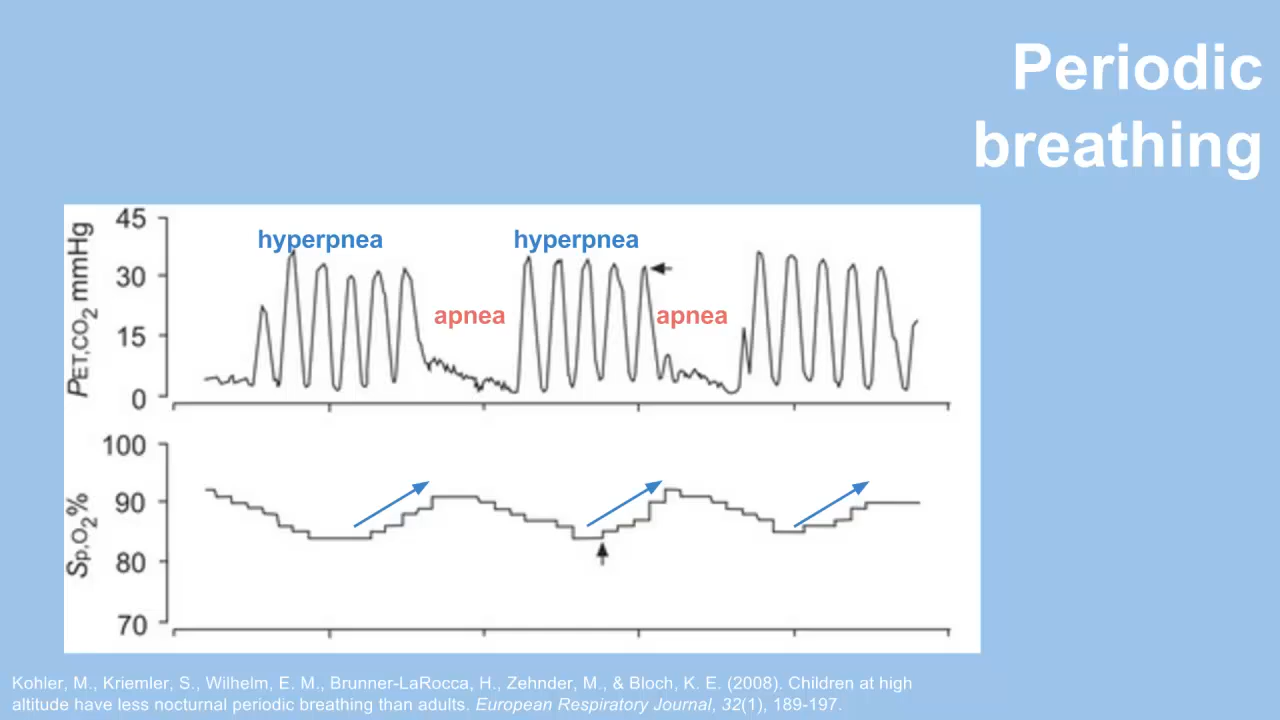 Periodic
breathing
45
30
15
0
PET,CO2 mmHg
hyperpnea
hyperpnea
apnea
apnea
100
90
80
70
Sp,O2%
Kohler, M., Kriemler, S., Wilhelm, E. M., Brunner-LaRocca, H., Zehnder, M., & Bloch, K. E. (2008). Children at high
altitude have less nocturnal periodic breathing than adults. European Respiratory Journal, 32(1), 189-197.